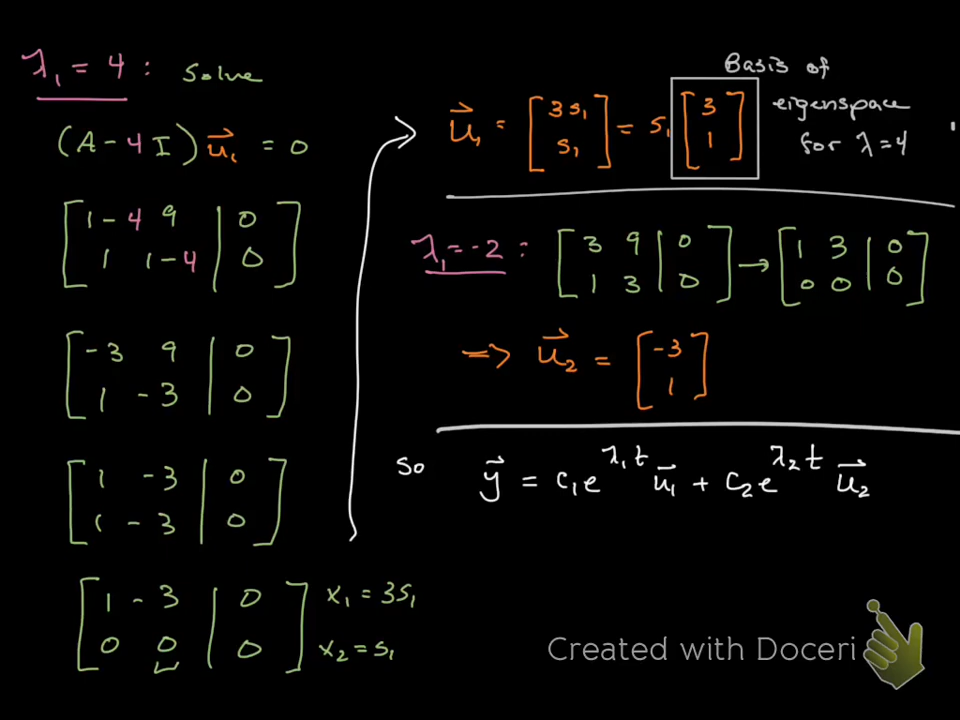 λ₁ = 4 : Solve
(A - 4 I) u⃗₁ = 0
[ 1-4 9 | 0 ]
[ 1 1-4 | 0 ]
[ -3 9 | 0 ]
[ 1 -3 | 0 ]
[ 1 -3 | 0 ]
[ 1 -3 | 0 ]
[ 1 -3 | 0 ] x₁ = 3s₁
[ 0 0 | 0 ] x₂ = s₁
u⃗₁ = [ 3s₁ ; s₁ ] = s₁ [ 3 ; 1 ]
Basis of
eigenspace
for λ=4
λ₁ = -2 : [ 3 9 | 0 ; 1 3 | 0 ] → [ 1 3 | 0 ; 0 0 | 0 ]
=> u⃗₂ = [ -3 ; 1 ]
so y⃗ = c₁e^{λ₁t} u⃗₁ + c₂e^{λ₂t} u⃗₂
Created with Doceri